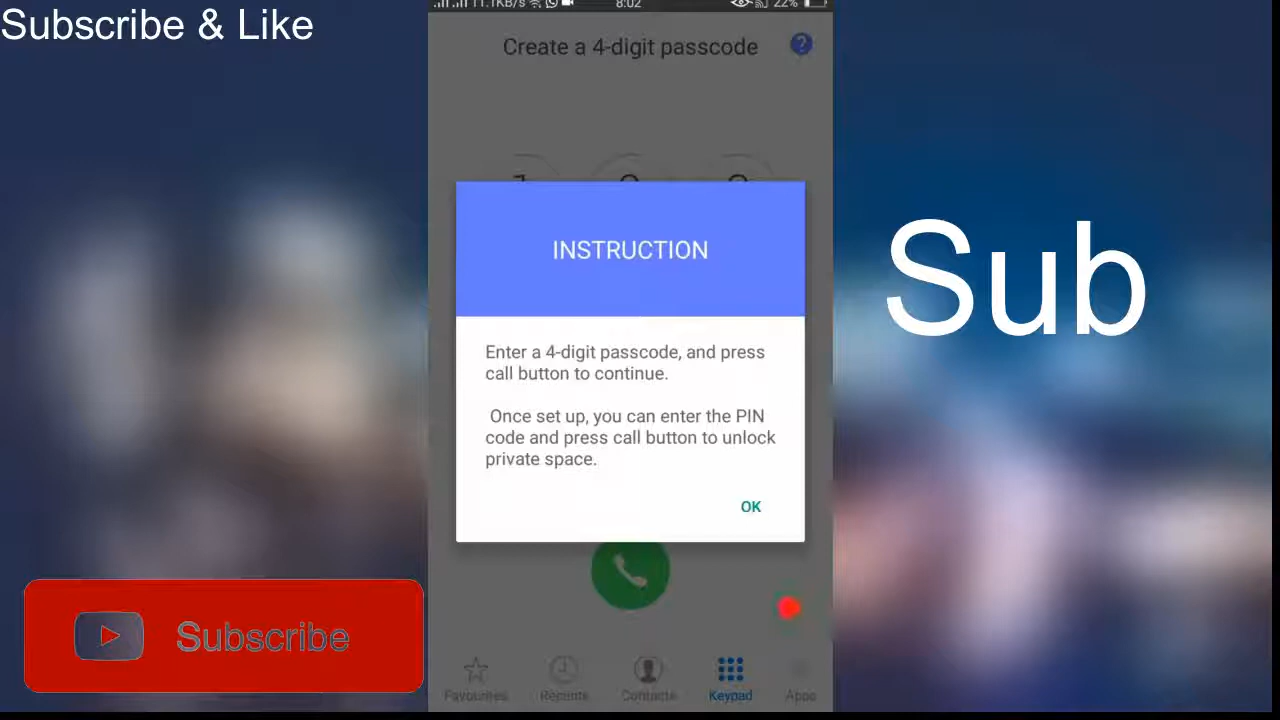 Subscribe & Like
11.1KB/s
8:02
22%
Create a 4-digit passcode
?
INSTRUCTION
Enter a 4-digit passcode, and press
call button to continue.
Once set up, you can enter the PIN
code and press call button to unlock
private space.
OK
Sub
Subscribe
Favourites
Recents
Contacts
Keypad
Apps